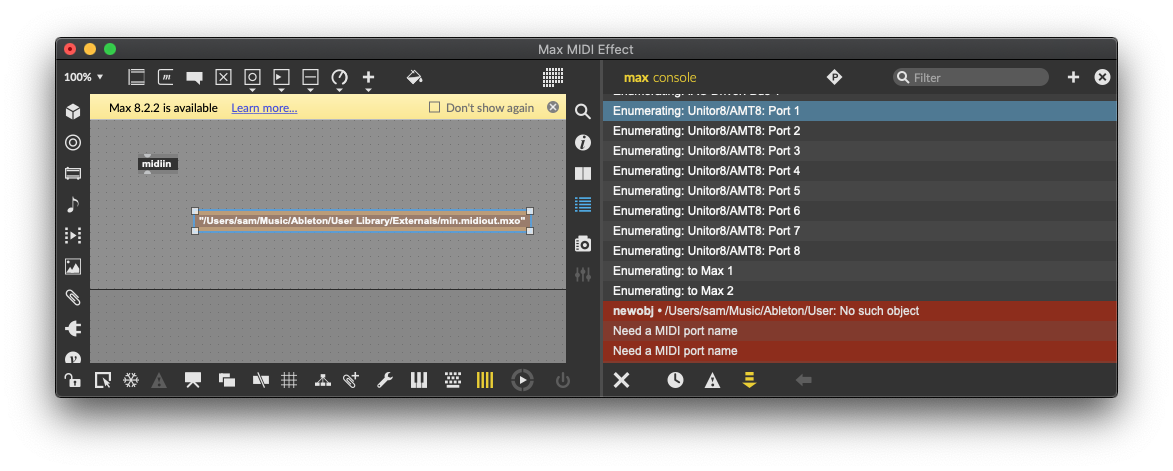 Max MIDI Effect
100%
m
max console
P
Filter
Max 8.2.2 is available
Learn more...
Don't show again
Enumerating: Unitor8/AMT8: Port 1
Enumerating: Unitor8/AMT8: Port 2
midiin
Enumerating: Unitor8/AMT8: Port 3
Enumerating: Unitor8/AMT8: Port 4
Enumerating: Unitor8/AMT8: Port 5
Enumerating: Unitor8/AMT8: Port 6
"/Users/sam/Music/Ableton/User Library/Externals/min.midiout.mxo"
Enumerating: Unitor8/AMT8: Port 7
Enumerating: Unitor8/AMT8: Port 8
Enumerating: to Max 1
Enumerating: to Max 2
newobj • /Users/sam/Music/Ableton/User: No such object
Need a MIDI port name
Need a MIDI port name